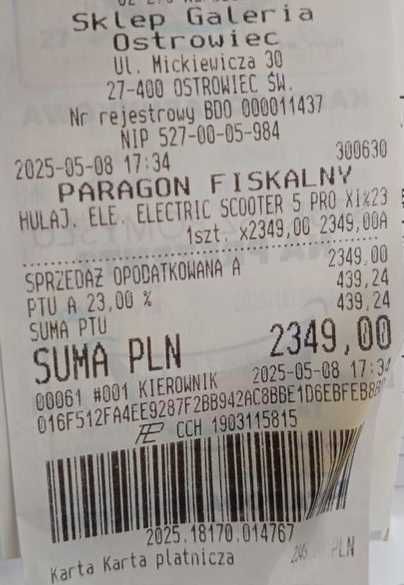 Sklep Galeria
Ostrowiec
Ul. Mickiewicza 30
27-400 OSTROWIEC ŚW.
Nr rejestrowy BDO 000011437
NIP 527-00-05-984
2025-05-08 17:34 300630
PARAGON FISKALNY
HULAJ. ELE. ELECTRIC SCOOTER 5 PRO XI%23
1szt. x2349,00 2349,00A
SPRZEDAŻ OPODATKOWANA A 2349,00
PTU A 23,00 % 439,24
SUMA PTU 439,24
SUMA PLN 2349,00
00061 #001 KIEROWNIK 2025-05-08 17:34
016F512FA4EE9287F2BB942AC8BBE1D6EBFEB8
CCH 1903115815
2025.18170.014767
Karta Karta płatnicza PLN